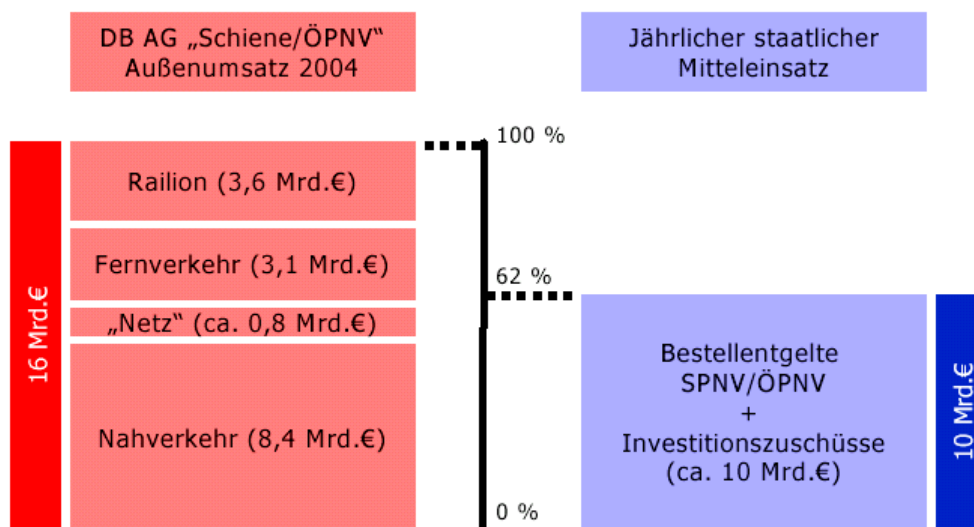 DB AG „Schiene/ÖPNV“
Außenumsatz 2004
Jährlicher staatlicher
Mitteleinsatz
100 %
Railion (3,6 Mrd.€)
Fernverkehr (3,1 Mrd.€)
62 %
„Netz“ (ca. 0,8 Mrd.€)
16 Mrd.€
Nahverkehr (8,4 Mrd.€)
Bestellentgelte
SPNV/ÖPNV
+
Investitionszuschüsse
(ca. 10 Mrd.€)
10 Mrd.€
0 %